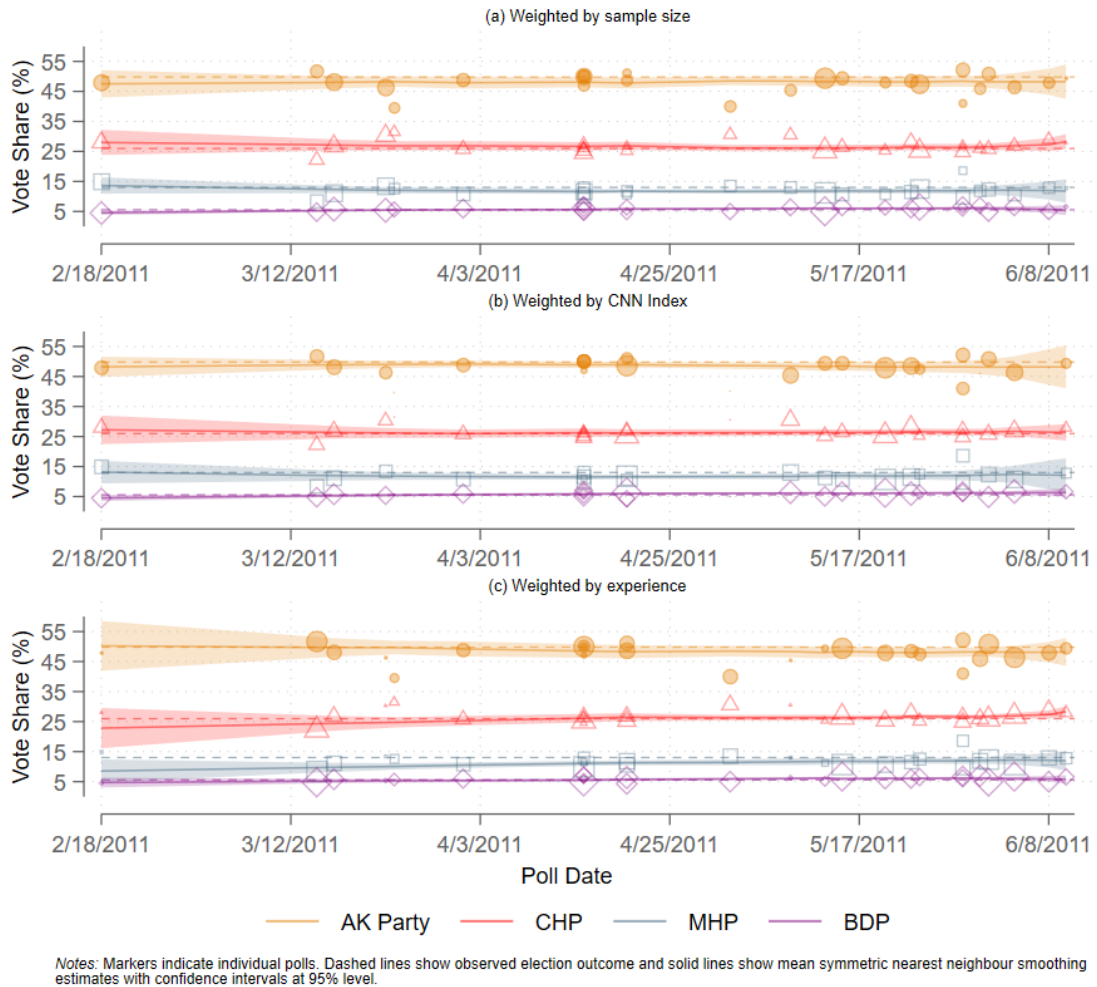 (a) Weighted by sample size
Vote Share (%)
55
45
35
25
15
5
2/18/2011 3/12/2011 4/3/2011 4/25/2011 5/17/2011 6/8/2011
(b) Weighted by CNN Index
Vote Share (%)
55
45
35
25
15
5
2/18/2011 3/12/2011 4/3/2011 4/25/2011 5/17/2011 6/8/2011
(c) Weighted by experience
Vote Share (%)
55
45
35
25
15
5
2/18/2011 3/12/2011 4/3/2011 4/25/2011 5/17/2011 6/8/2011
Poll Date
AK Party CHP MHP BDP
Notes: Markers indicate individual polls. Dashed lines show observed election outcome and solid lines show mean symmetric nearest neighbour smoothing
estimates with confidence intervals at 95% level.